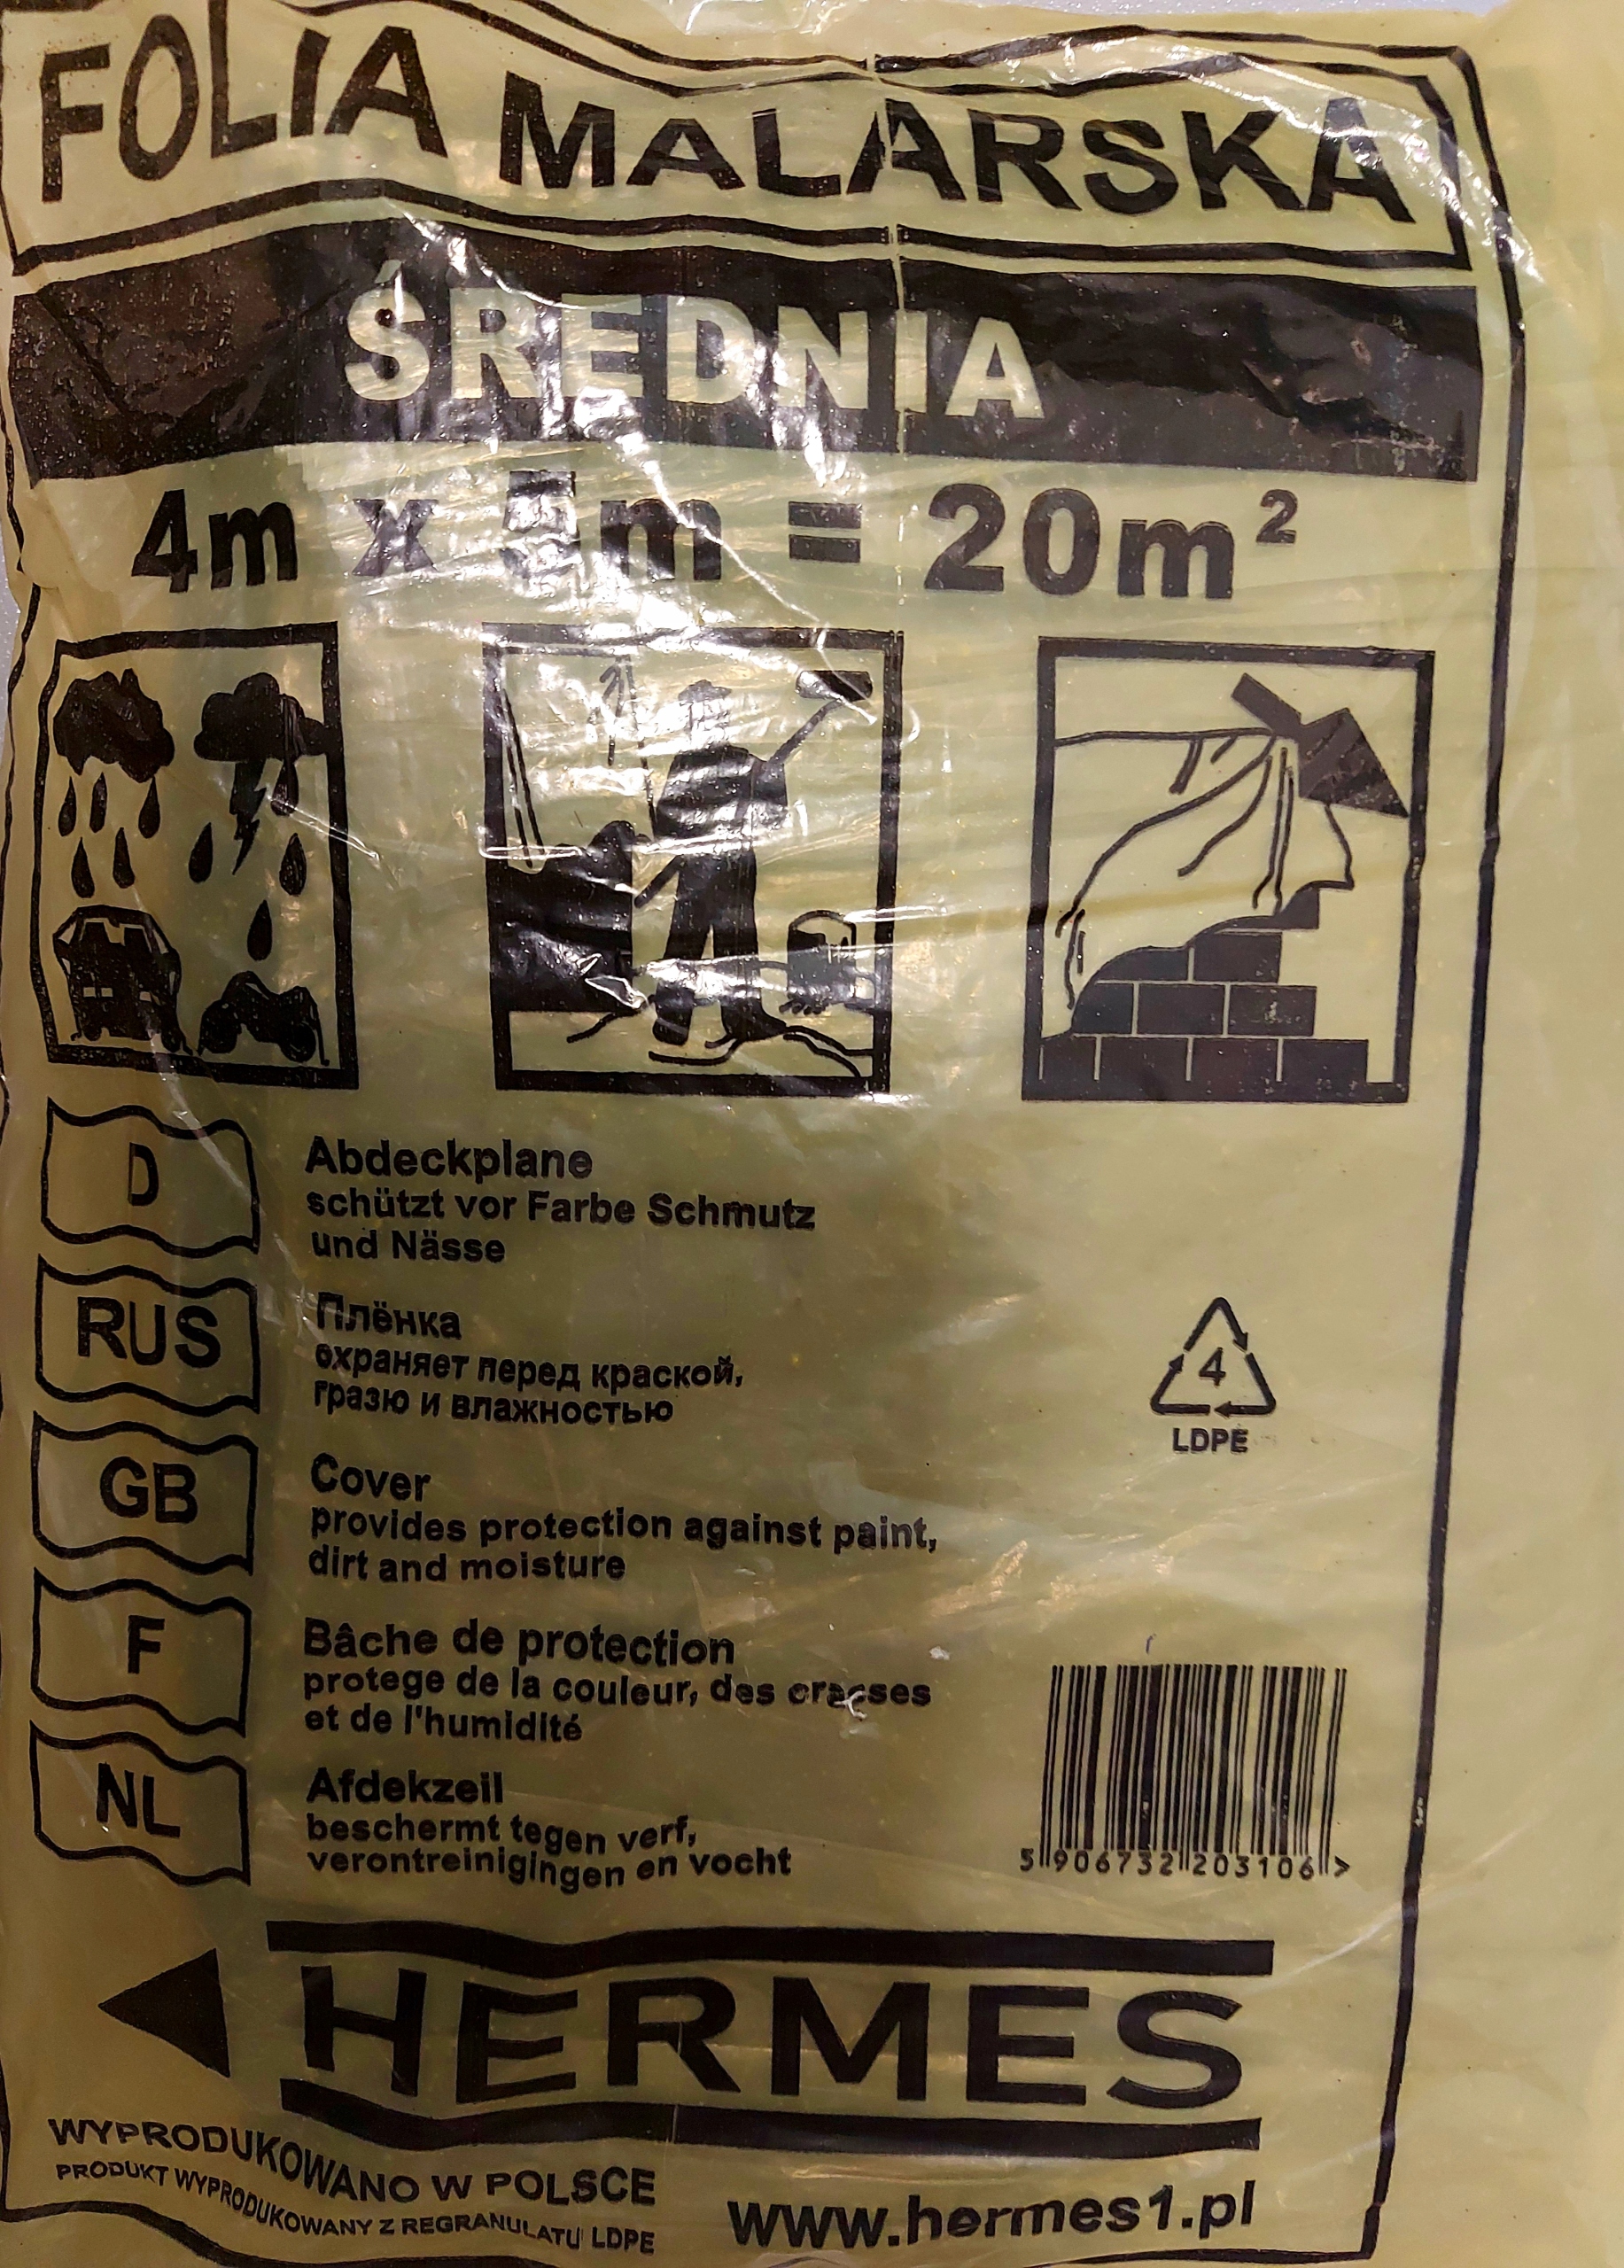 FOLIA MALARSKA
ŚREDNIA
4m x 5m = 20m²
D
Abdeckplane
schützt vor Farbe Schmutz
und Nässe
RUS
Плёнка
охраняет перед краской,
гразю и влажностью
GB
Cover
provides protection against paint,
dirt and moisture
F
Bâche de protection
protege de la couleur, des crasses
et de l'humidité
NL
Afdekzeil
beschermt tegen verf,
verontreinigingen en vocht
4
LDPE
5 906732 203106 >
HERMES
WYPRODUKOWANO W POLSCE
PRODUKT WYPRODUKOWANY Z REGRANULATU LDPE
www.hermes1.pl